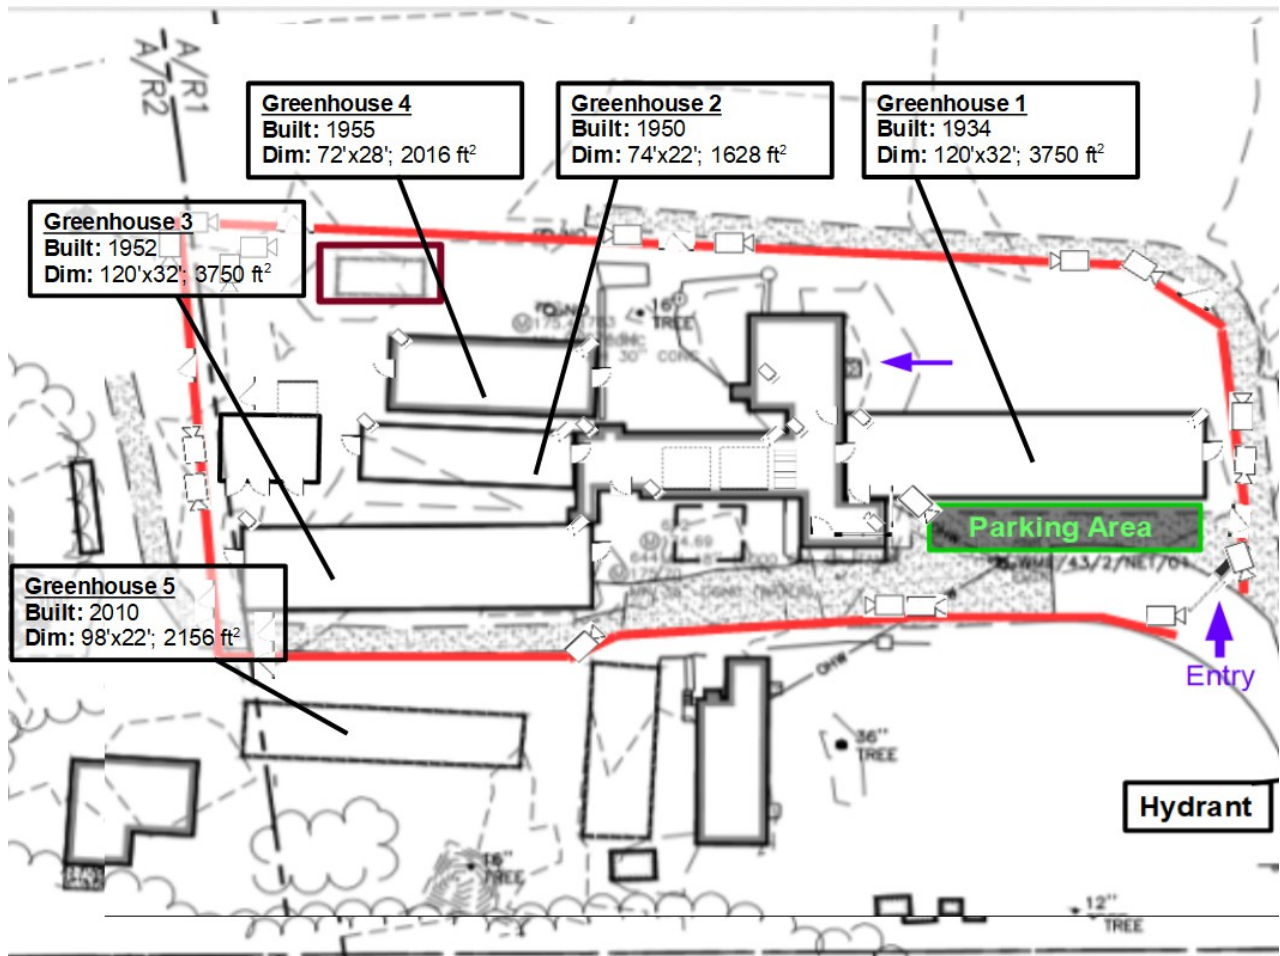 A/R1
A/R2
Greenhouse 4
Built: 1955
Dim: 72'x28'; 2016 ft²
Greenhouse 2
Built: 1950
Dim: 74'x22'; 1628 ft²
Greenhouse 1
Built: 1934
Dim: 120'x32'; 3750 ft²
Greenhouse 3
Built: 1952
Dim: 120'x32'; 3750 ft²
16"
TREE
30" CONC
Parking Area
Greenhouse 5
Built: 2010
Dim: 98'x22'; 2156 ft²
Entry
OHW
36"
TREE
Hydrant
16"
TREE
12"
TREE